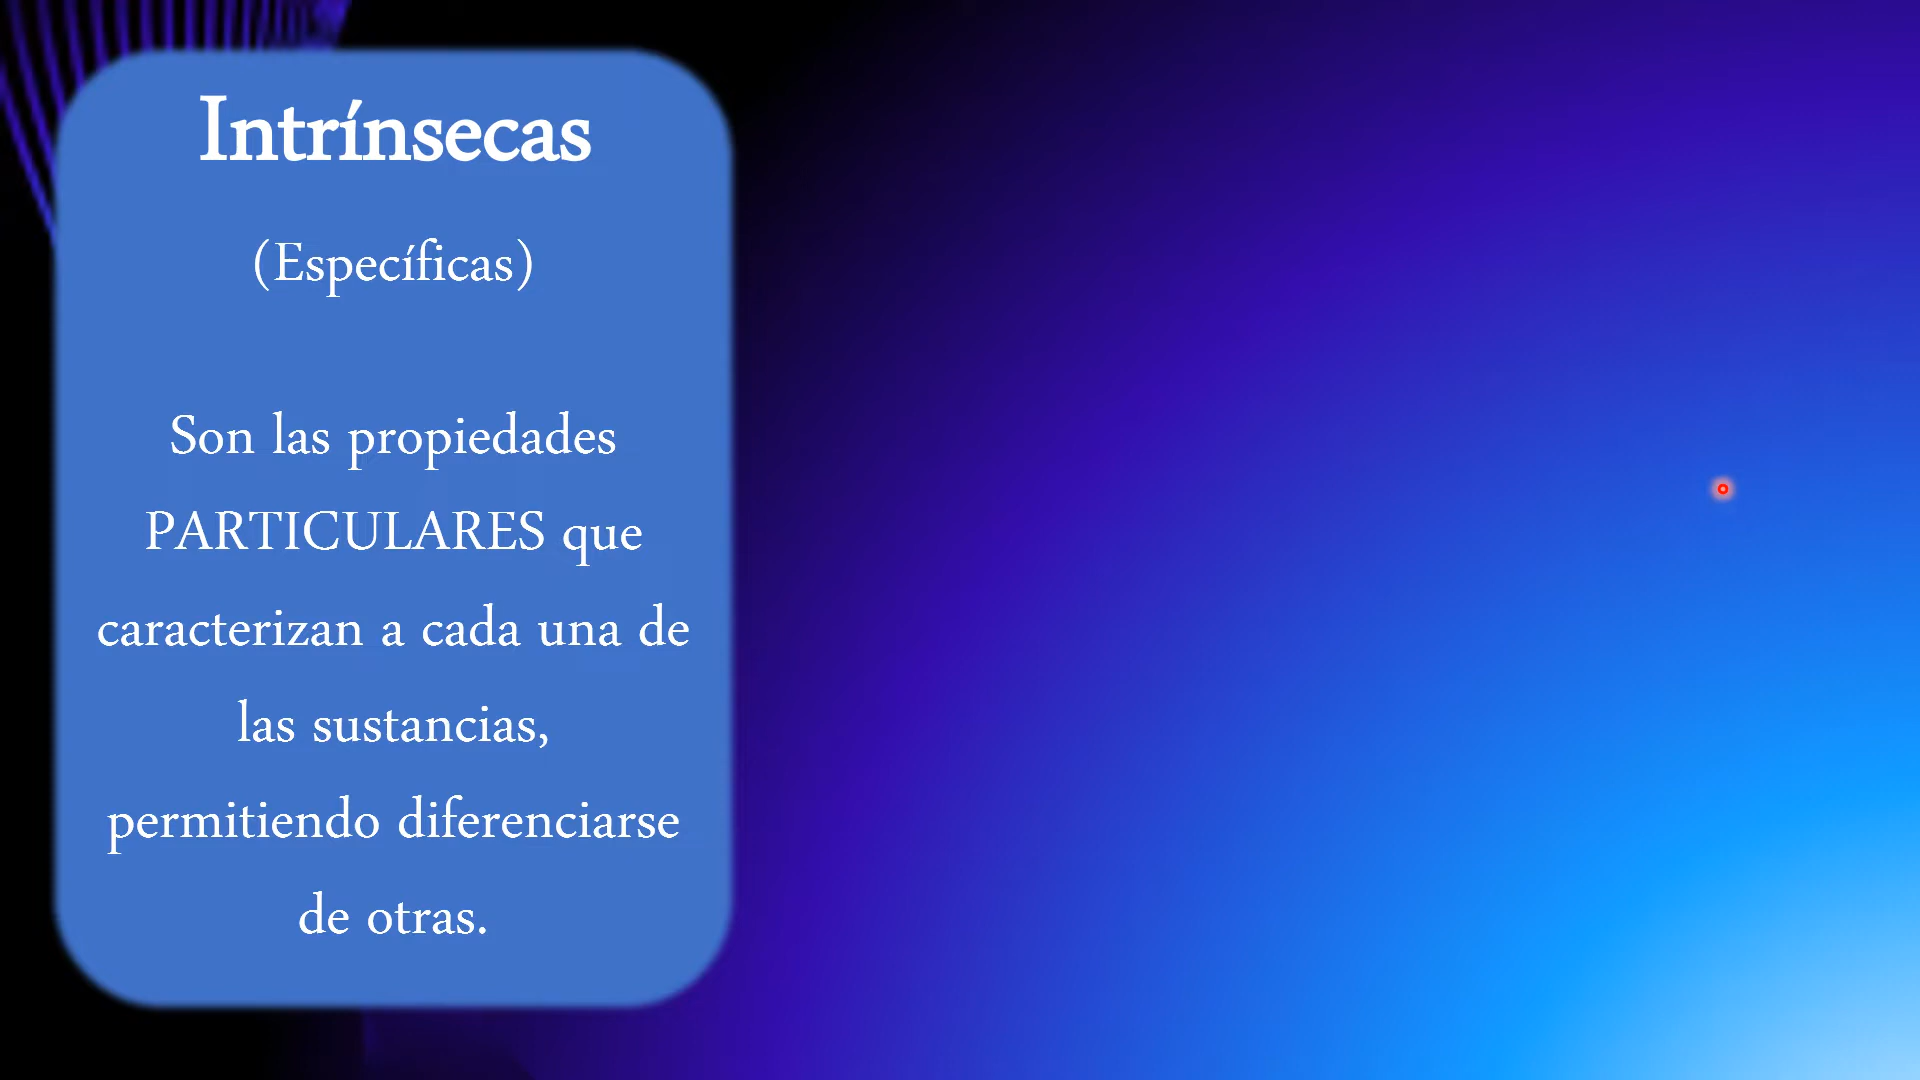 Intrínsecas
(Específicas)
Son las propiedades
PARTICULARES que
caracterizan a cada una de
las sustancias,
permitiendo diferenciarse
de otras.